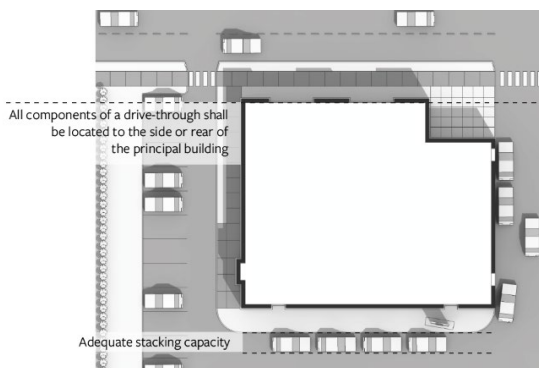 All components of a drive-through shall
be located to the side or rear of
the principal building
Adequate stacking capacity